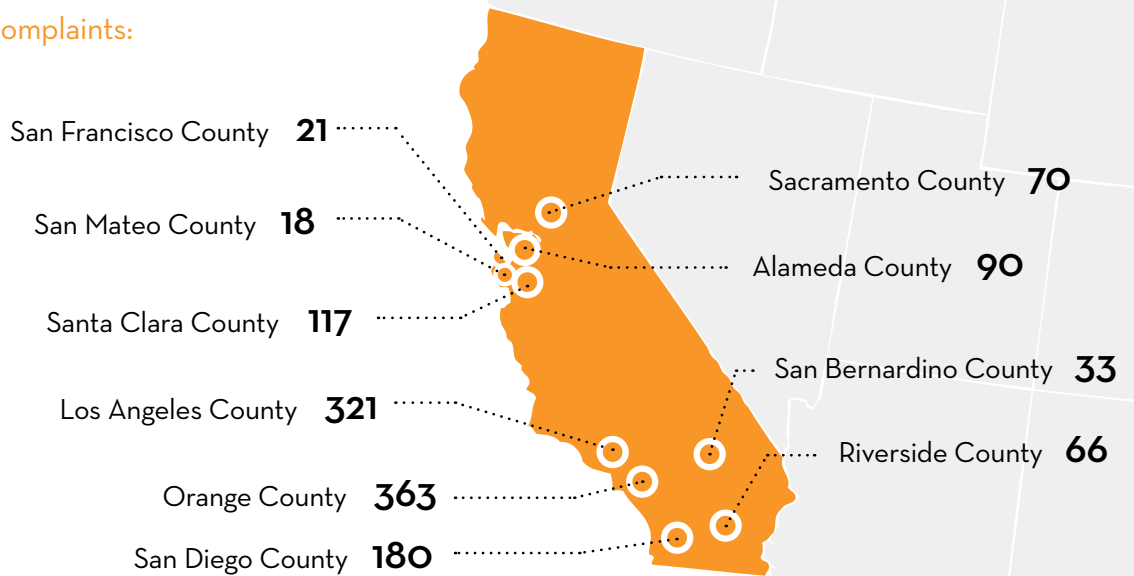 omplaints:
San Francisco County 21
San Mateo County 18
Santa Clara County 117
Los Angeles County 321
Orange County 363
San Diego County 180
Sacramento County 70
Alameda County 90
San Bernardino County 33
Riverside County 66